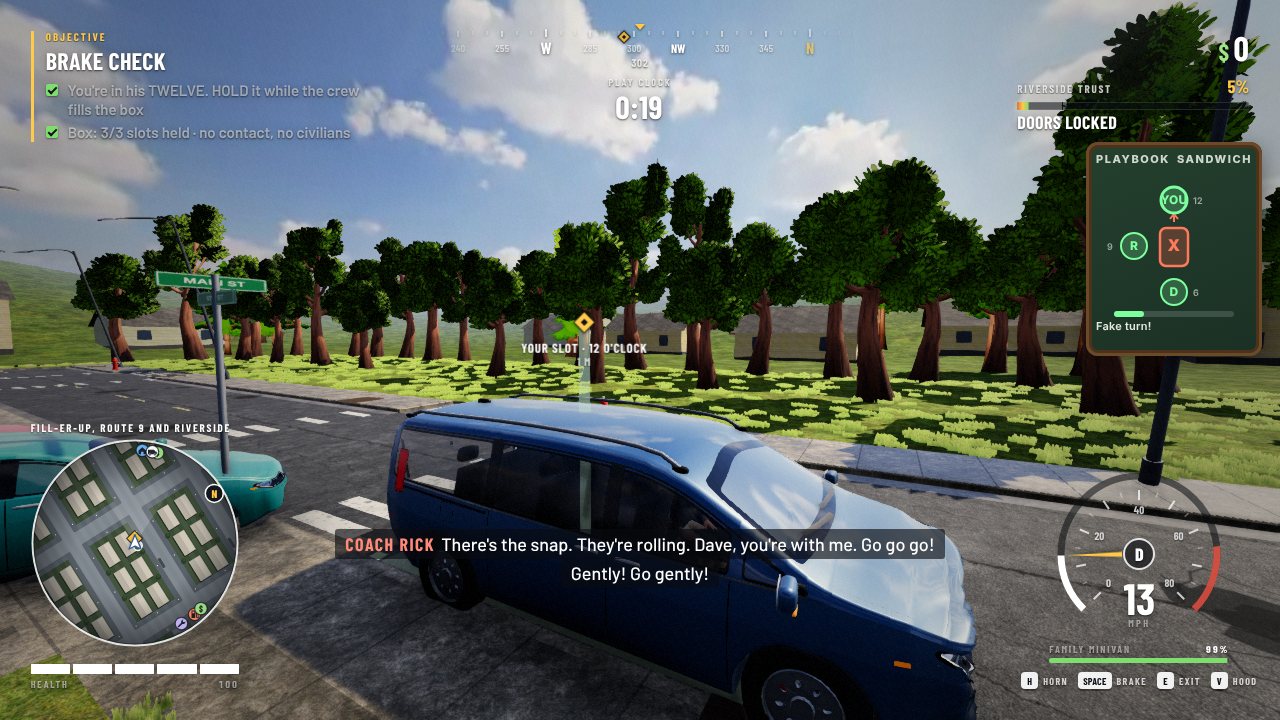 OBJECTIVE
BRAKE CHECK
You're in his TWELVE. HOLD it while the crew
fills the box
Box: 3/3 slots held · no contact, no civilians
240 255 W 285 300 NW 330 345 N
302
PLAY CLOCK
0:19
$0
RIVERSIDE TRUST 5%
DOORS LOCKED
PLAYBOOK SANDWICH
YOU 12
9 R X
D 6
Fake turn!
MAIN ST
YOUR SLOT · 12 O'CLOCK
FILL-ER-UP, ROUTE 9 AND RIVERSIDE
N
COACH RICK There's the snap. They're rolling. Dave, you're with me. Go go go!
Gently! Go gently!
0 20 40 60 80
D
13
MPH
FAMILY MINIVAN 99%
HEALTH 100
H HORN SPACE BRAKE E EXIT V HOOD